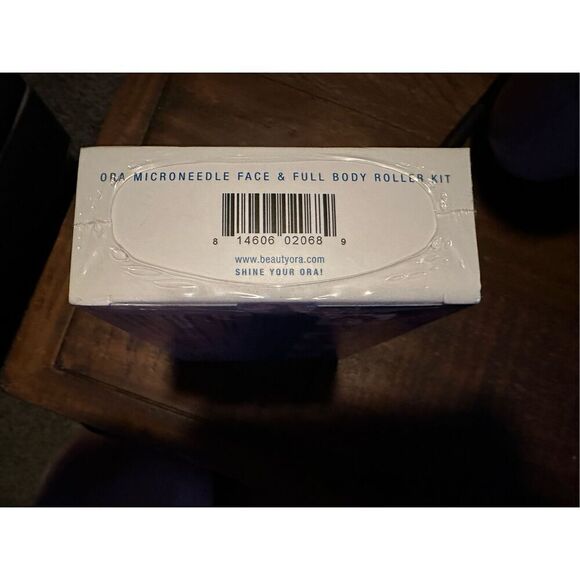 ORA MICRONEEDLE FACE & FULL BODY ROLLER KIT
8 14606 02068 9
www.beautyora.com
SHINE YOUR ORA!